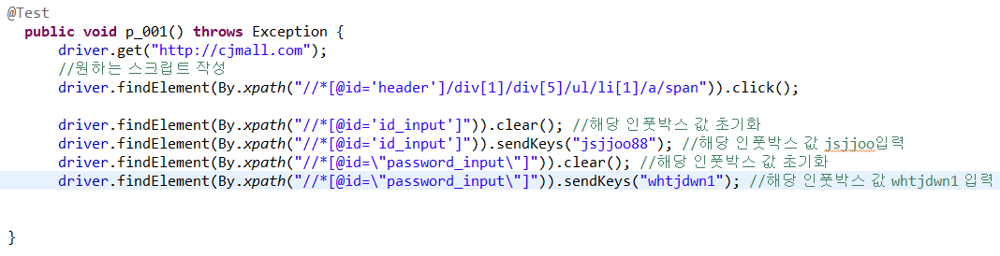 @Test
public void p_001() throws Exception {
driver.get("http://cjmall.com");
//원하는 스크립트 작성
driver.findElement(By.xpath("//*[@id='header']/div[1]/div[5]/ul/li[1]/a/span")).click();
driver.findElement(By.xpath("//*[@id='id_input']")).clear(); //해당 인풋박스 값 초기화
driver.findElement(By.xpath("//*[@id='id_input']")).sendKeys("jsjjoo88"); //해당 인풋박스 값 jsjjoo입력
driver.findElement(By.xpath("//*[@id=\"password_input\"]")).clear(); //해당 인풋박스 값 초기화
driver.findElement(By.xpath("//*[@id=\"password_input\"]")).sendKeys("whtjdwn1"); //해당 인풋박스 값 whtjdwn1 입력
}